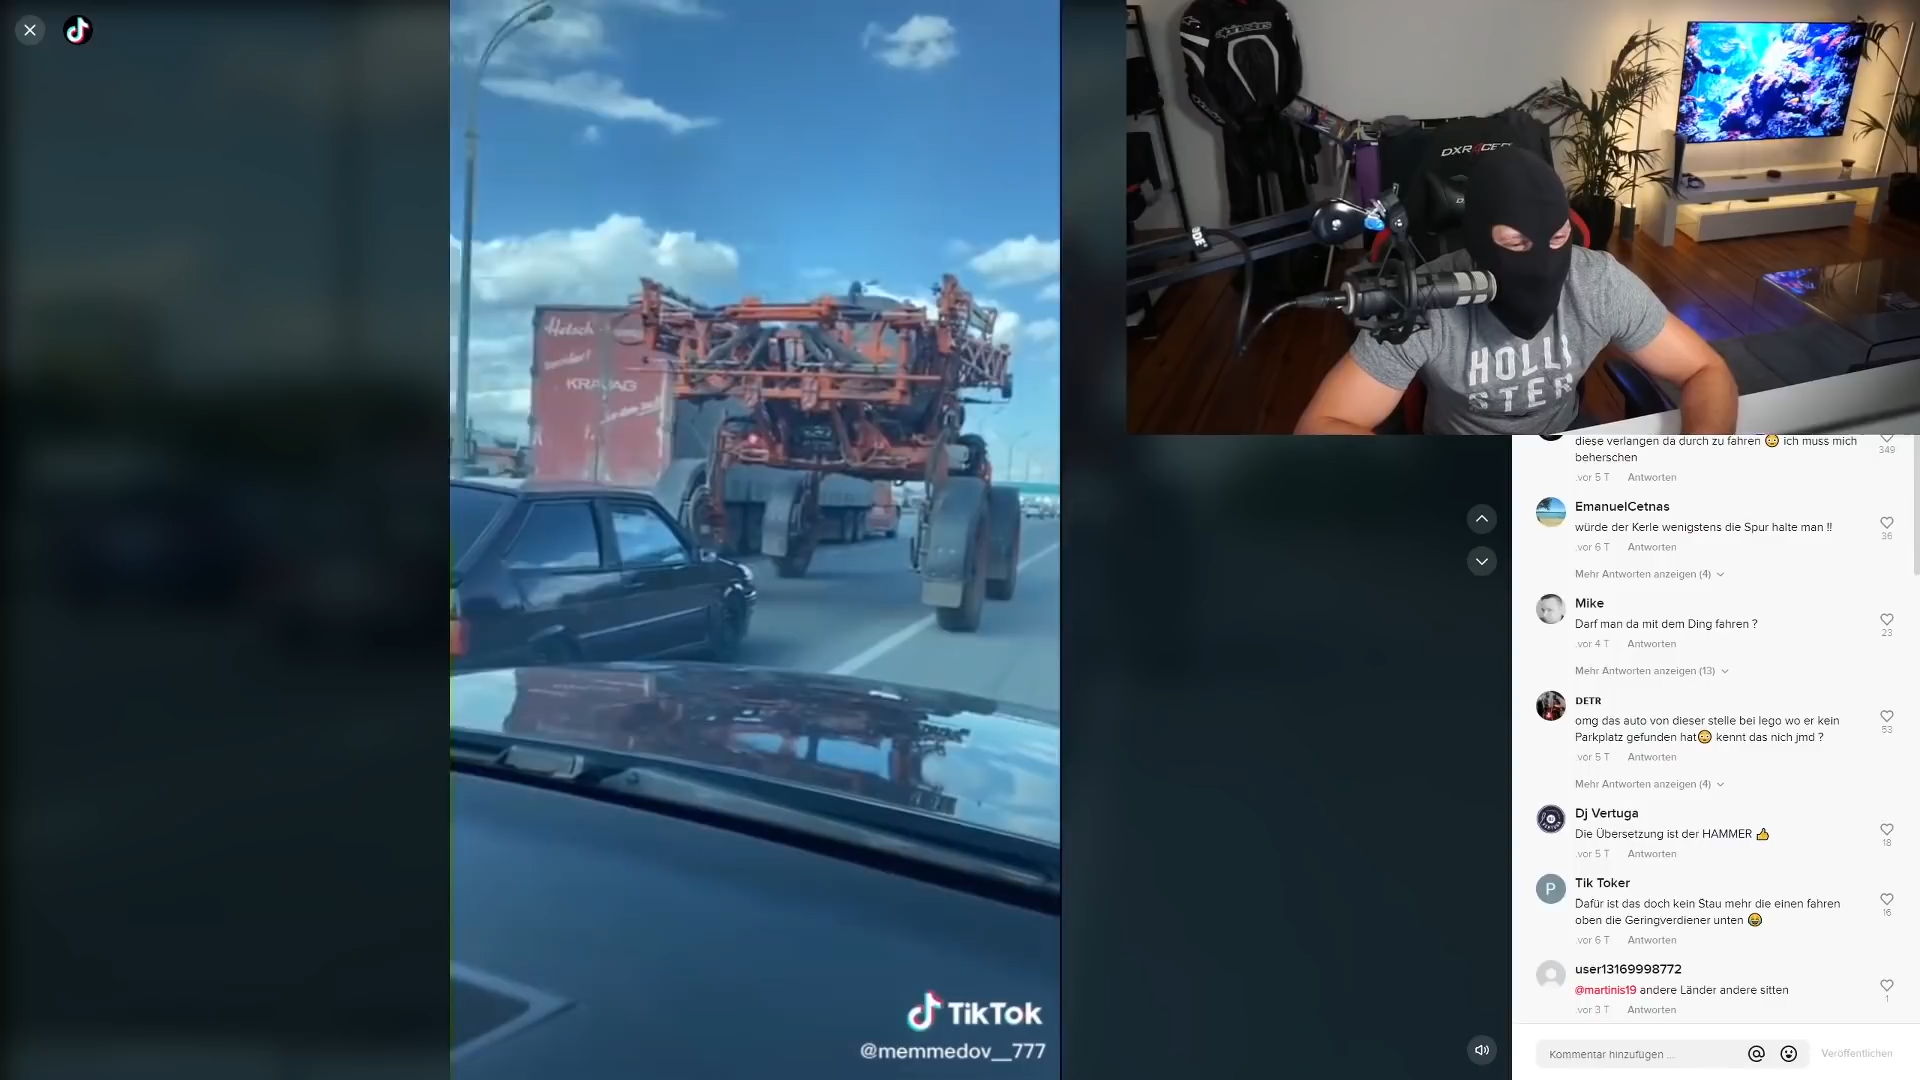 alpinestars
DXRACER
RØDE
HOLLI
STER
Hotsch
KRAVAG
TikTok
@memmedov__777
diese verlangen da durch zu fahren 😳 ich muss mich
beherschen
349
.vor 5 T Antworten
EmanuelCetnas
würde der Kerle wenigstens die Spur halte man !!
36
.vor 6 T Antworten
Mehr Antworten anzeigen (4)
Mike
Darf man da mit dem Ding fahren ?
23
.vor 4 T Antworten
Mehr Antworten anzeigen (13)
DETR
omg das auto von dieser stelle bei lego wo er kein
Parkplatz gefunden hat😳 kennt das nich jmd ?
53
.vor 5 T Antworten
Mehr Antworten anzeigen (4)
Dj Vertuga
Die Übersetzung ist der HAMMER 👍
18
.vor 5 T Antworten
P
Tik Toker
Dafür ist das doch kein Stau mehr die einen fahren
oben die Geringverdiener unten 😂
16
.vor 6 T Antworten
user13169998772
@martinis19 andere Länder andere sitten
1
.vor 3 T Antworten
Kommentar hinzufügen ...
Veröffentlichen